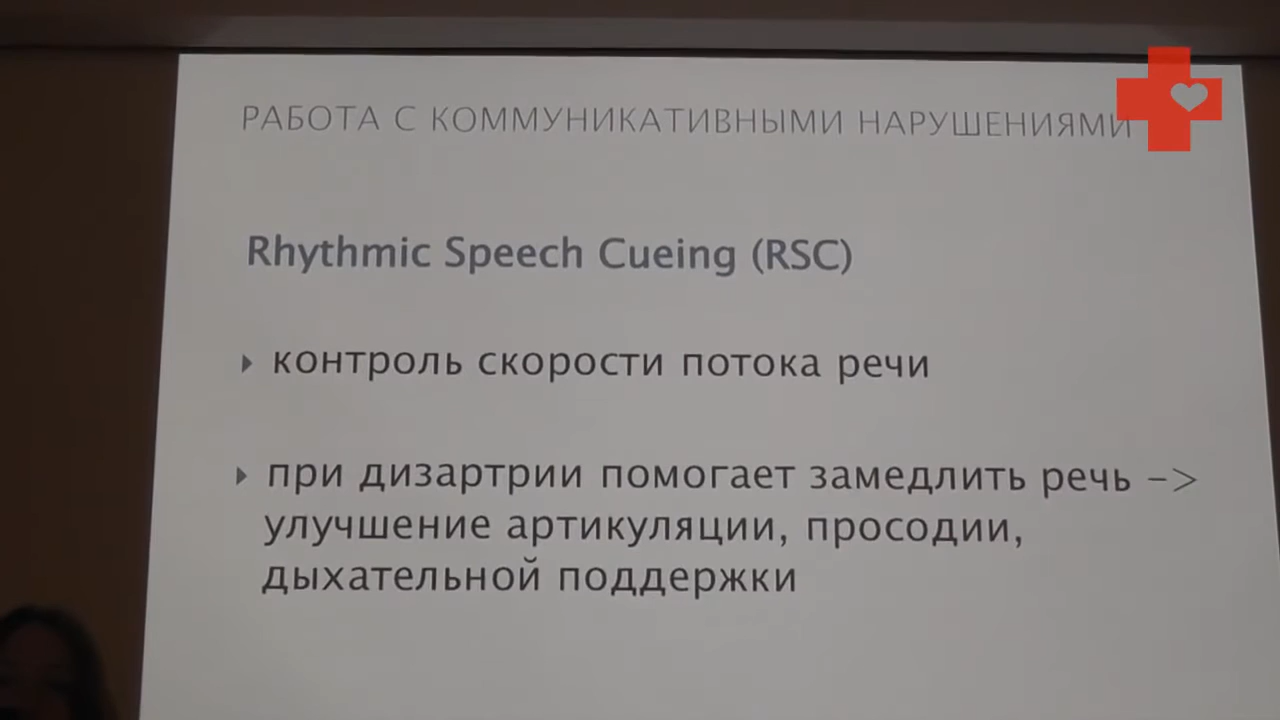 РАБОТА С КОММУНИКАТИВНЫМИ НАРУШЕНИЯМИ
Rhythmic Speech Cueing (RSC)
контроль скорости потока речи
при дизартрии помогает замедлить речь ->
улучшение артикуляции, просодии,
дыхательной поддержки